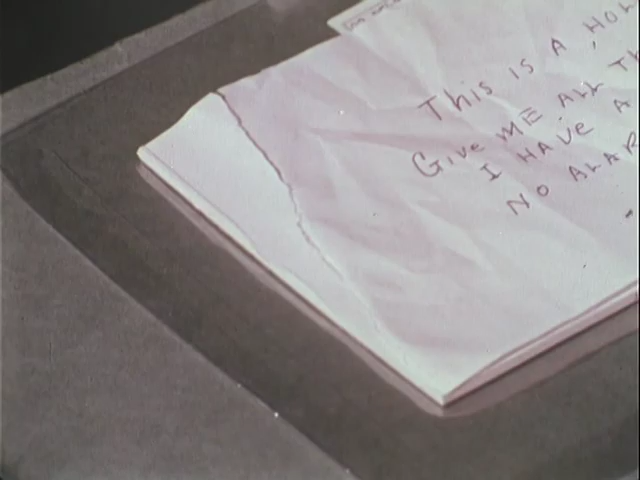 This is A HOL
Give ME ALL Th
I HAVE A
NO ALAR